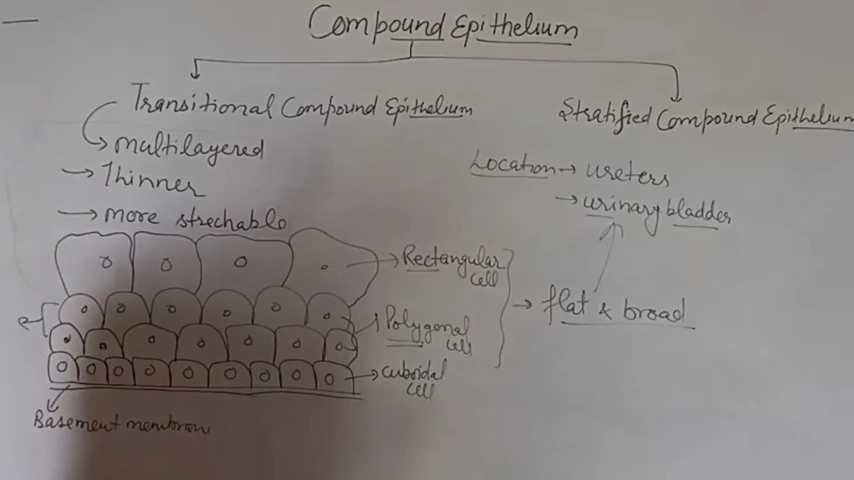 Compound Epithelium
Transitional Compound Epithelium
Stratified Compound Epithelium
multilayered
Thinner
more strechable
Location → ureters
→ urinary bladder
Rectangular
cell
Polygonal
cell
cuboidal
cell
→ flat & broad
Basement membran